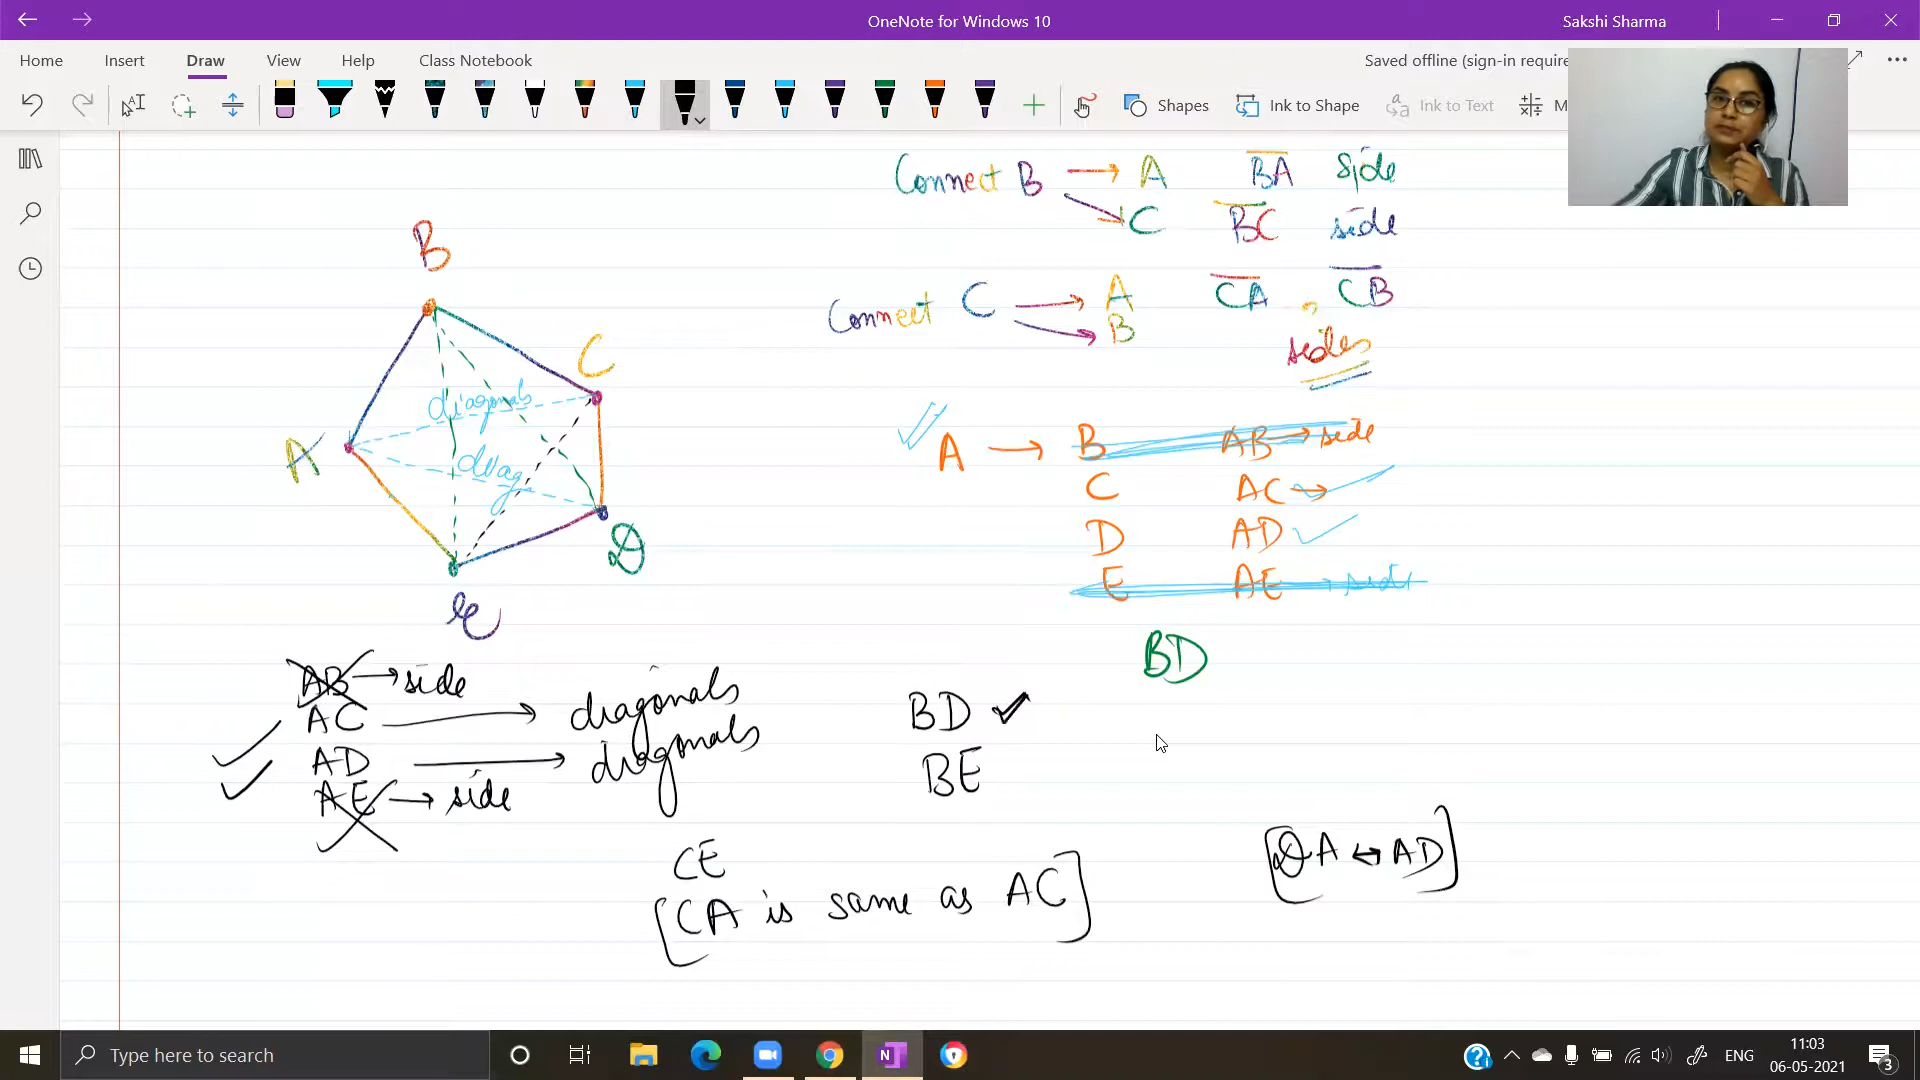 OneNote for Windows 10
Sakshi Sharma
Home Insert Draw View Help Class Notebook
Saved offline (sign-in require
Shapes Ink to Shape Ink to Text M
Connect B → A BA side
C BC side
Connect C → A CA , CB
B
sides
B
C
A
D
E
diagonals
diag
A → B AB → side
C AC →
D AD
E AE → side
BD
AB → side
AC → diagonals
AD → diagonals
AE → side
BD ✓
BE
CE
[CA is same as AC]
[DA ↔ AD]
Type here to search
ENG
11:03
06-05-2021
3